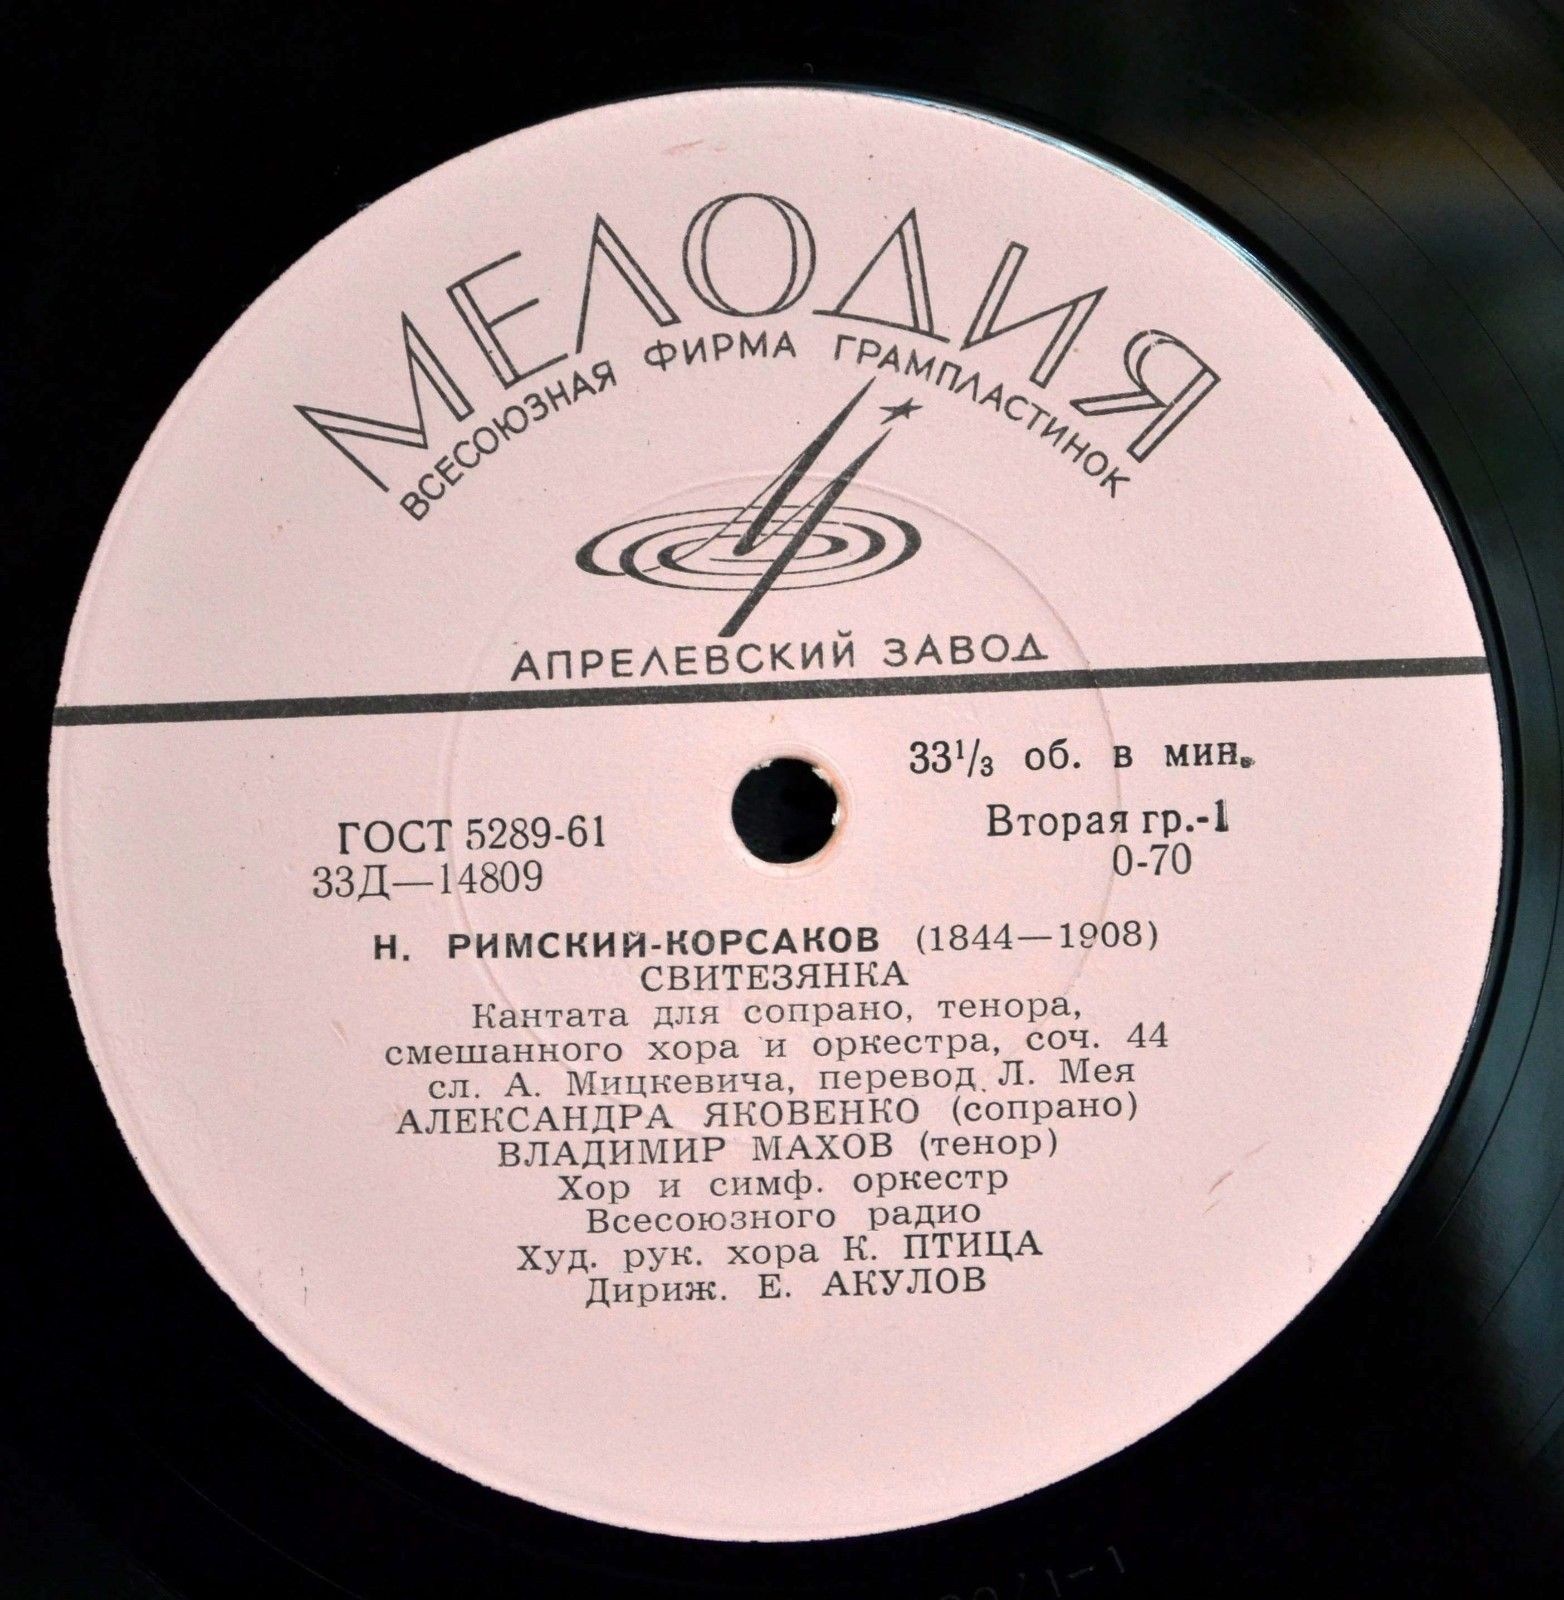 МЕЛОДИЯ
ВСЕСОЮЗНАЯ ФИРМА ГРАМПЛАСТИНОК
АПРЕЛЕВСКИЙ ЗАВОД
33¹/₃ об. в мин.
ГОСТ 5289-61
Вторая гр.-1
33Д—14809
0-70
Н. РИМСКИЙ-КОРСАКОВ (1844—1908)
СВИТЕЗЯНКА
Кантата для сопрано, тенора,
смешанного хора и оркестра, соч. 44
сл. А. Мицкевича, перевод Л. Мея
АЛЕКСАНДРА ЯКОВЕНКО (сопрано)
ВЛАДИМИР МАХОВ (тенор)
Хор и симф. оркестр
Всесоюзного радио
Худ. рук. хора К. ПТИЦА
Дириж. Е. АКУЛОВ